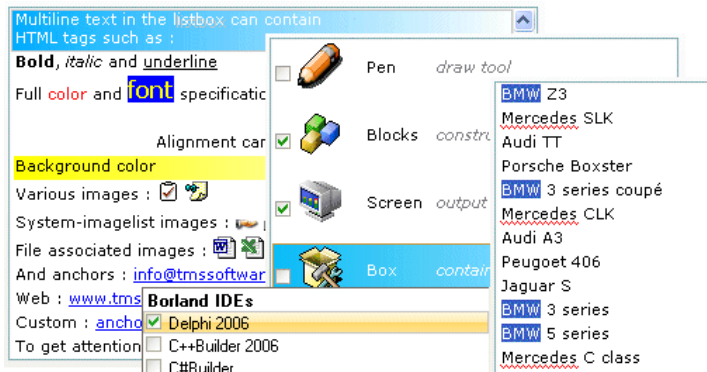 Multiline text in the listbox can contain
HTML tags such as :
Bold, italic and underline
Full color and font specificatic
Alignment car
Background color
Various images :
System-imagelist images :
File associated images :
And anchors : info@tmssoftwar
Web : www.tms
Custom : ancho
To get attention
Pen draw tool
Blocks constru
Screen output
Box contain
Borland IDEs
Delphi 2006
C++Builder 2006
C#Builder
BMW Z3
Mercedes SLK
Audi TT
Porsche Boxster
BMW 3 series coupé
Mercedes CLK
Audi A3
Peugoet 406
Jaguar S
BMW 3 series
BMW 5 series
Mercedes C class